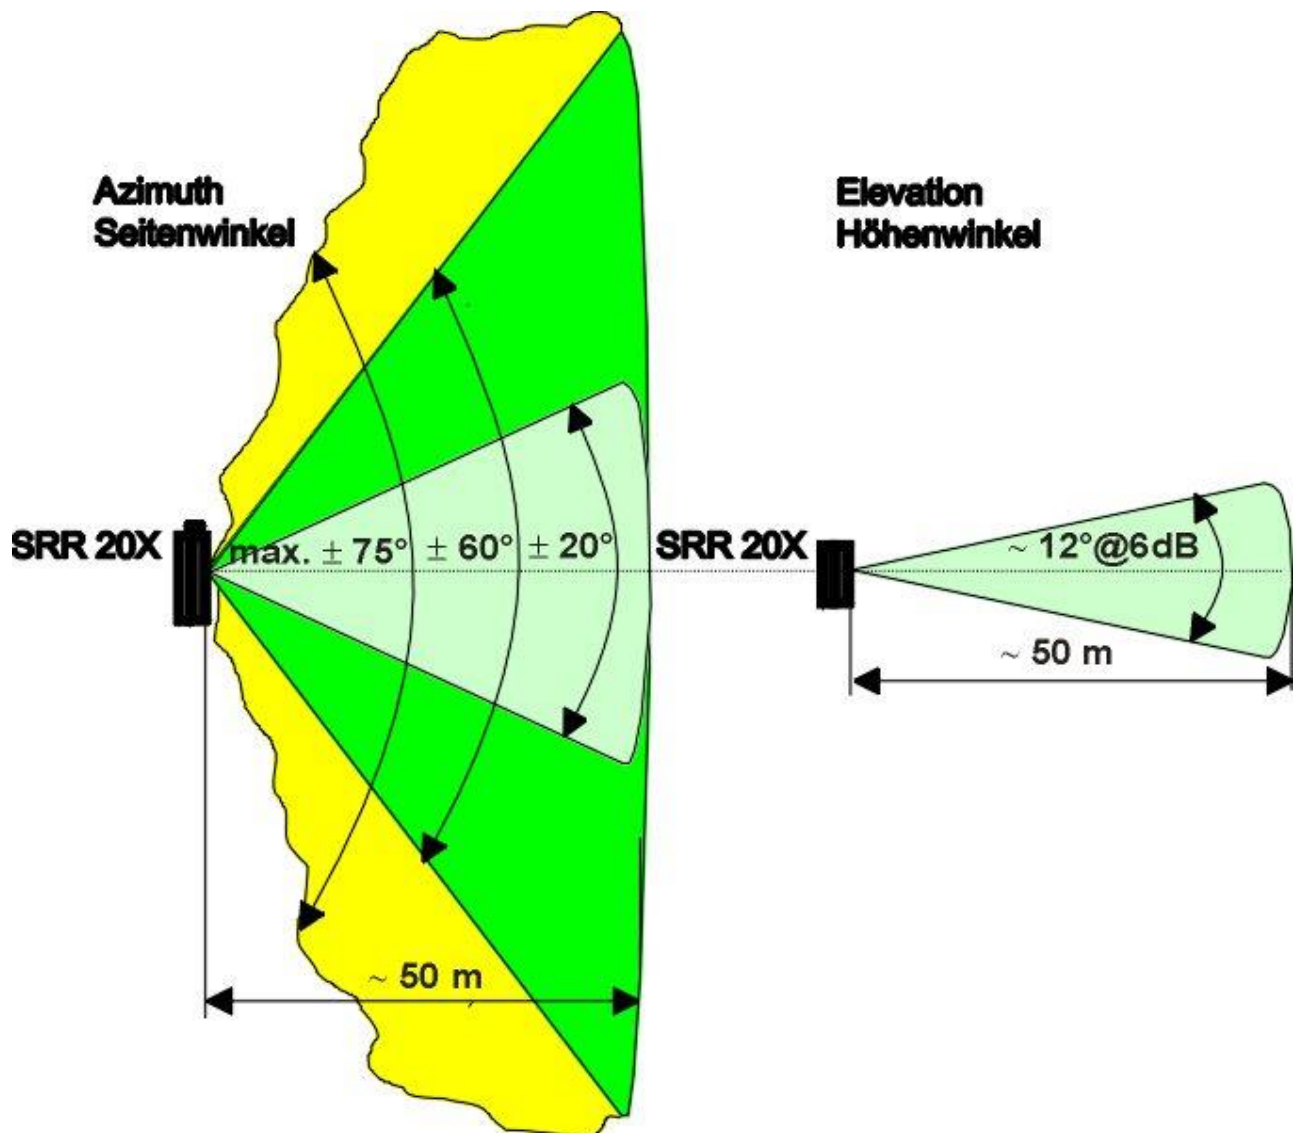 Azimuth
Seitenwinkel
Elevation
Höhenwinkel
SRR 20X
max. ± 75° ± 60° ± 20°
SRR 20X
~ 12°@6dB
~ 50 m
~ 50 m